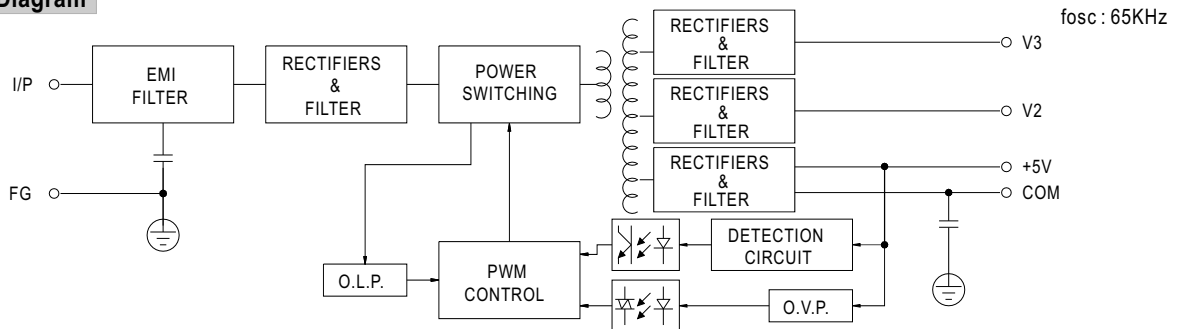 Diagram
fosc : 65KHz
I/P
EMI
FILTER
RECTIFIERS
&
FILTER
POWER
SWITCHING
RECTIFIERS
&
FILTER
V3
RECTIFIERS
&
FILTER
V2
RECTIFIERS
&
FILTER
+5V
COM
FG
O.L.P.
PWM
CONTROL
DETECTION
CIRCUIT
O.V.P.